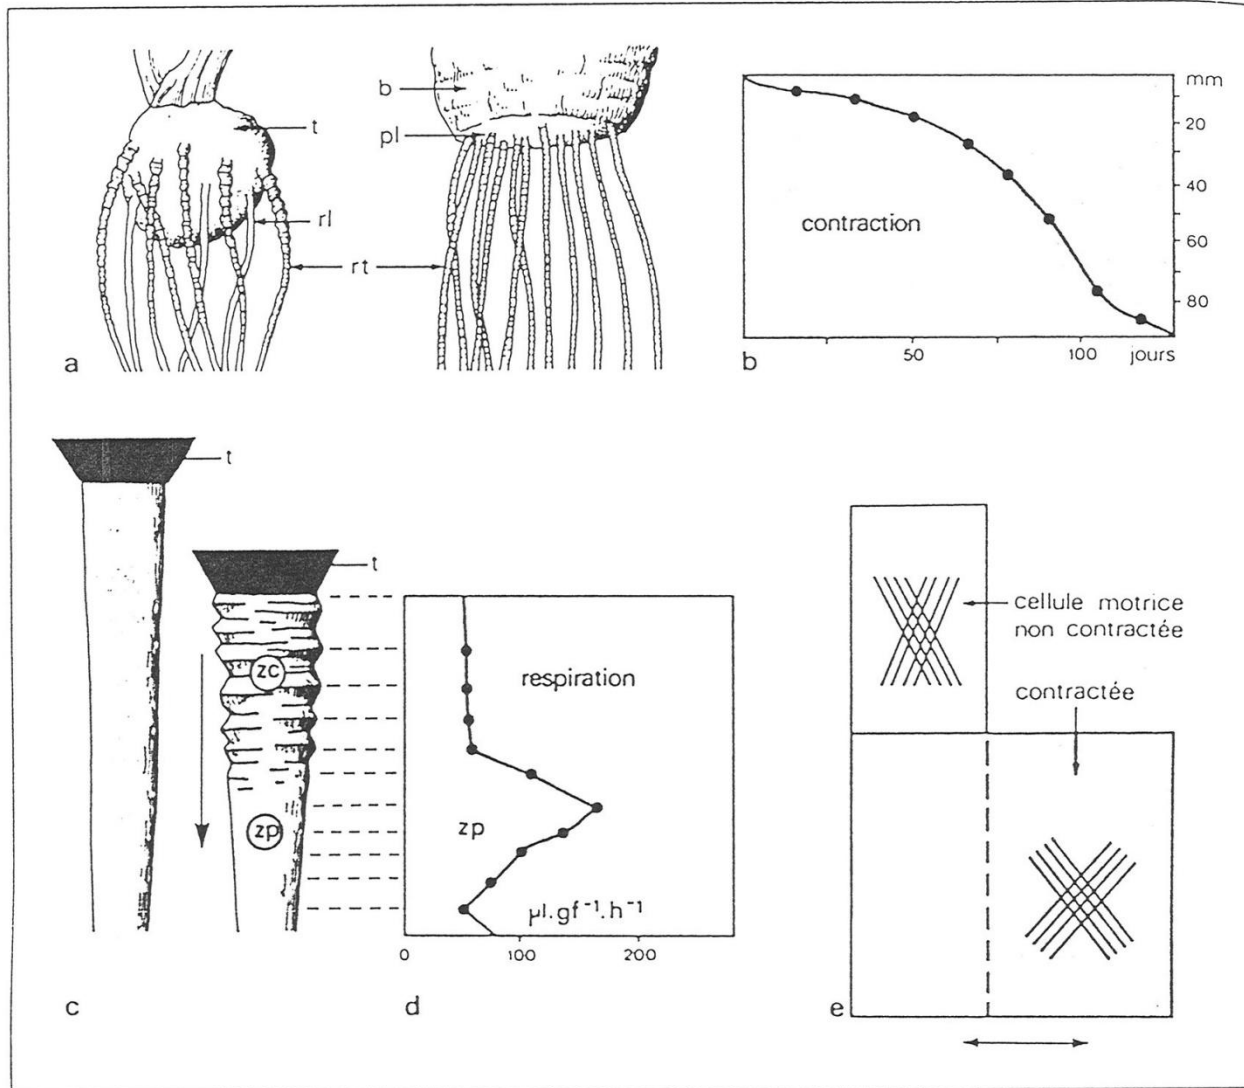 t
rl
rt
a
b
pl
contraction
mm
20
40
60
80
b
50
100
jours
t
t
zc
zp
c
respiration
zp
µl.gf⁻¹.h⁻¹
0
100
200
d
cellule motrice
non contractée
contractée
e